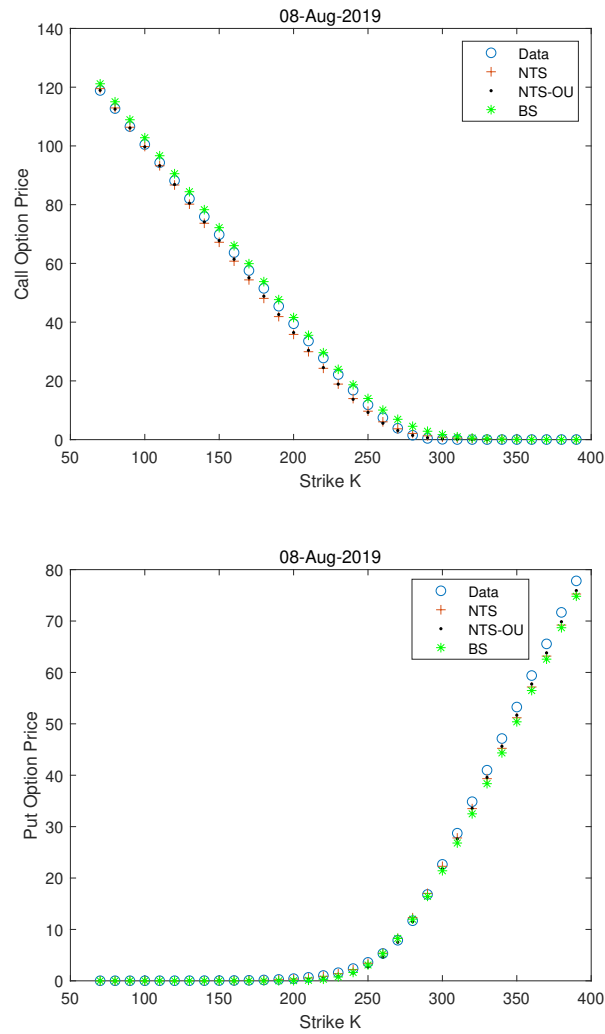 08-Aug-2019
140
120
100
80
60
40
20
0
Call Option Price
Data
NTS
NTS-OU
BS
50 100 150 200 250 300 350 400
Strike K
08-Aug-2019
80
70
60
50
40
30
20
10
0
Put Option Price
Data
NTS
NTS-OU
BS
50 100 150 200 250 300 350 400
Strike K